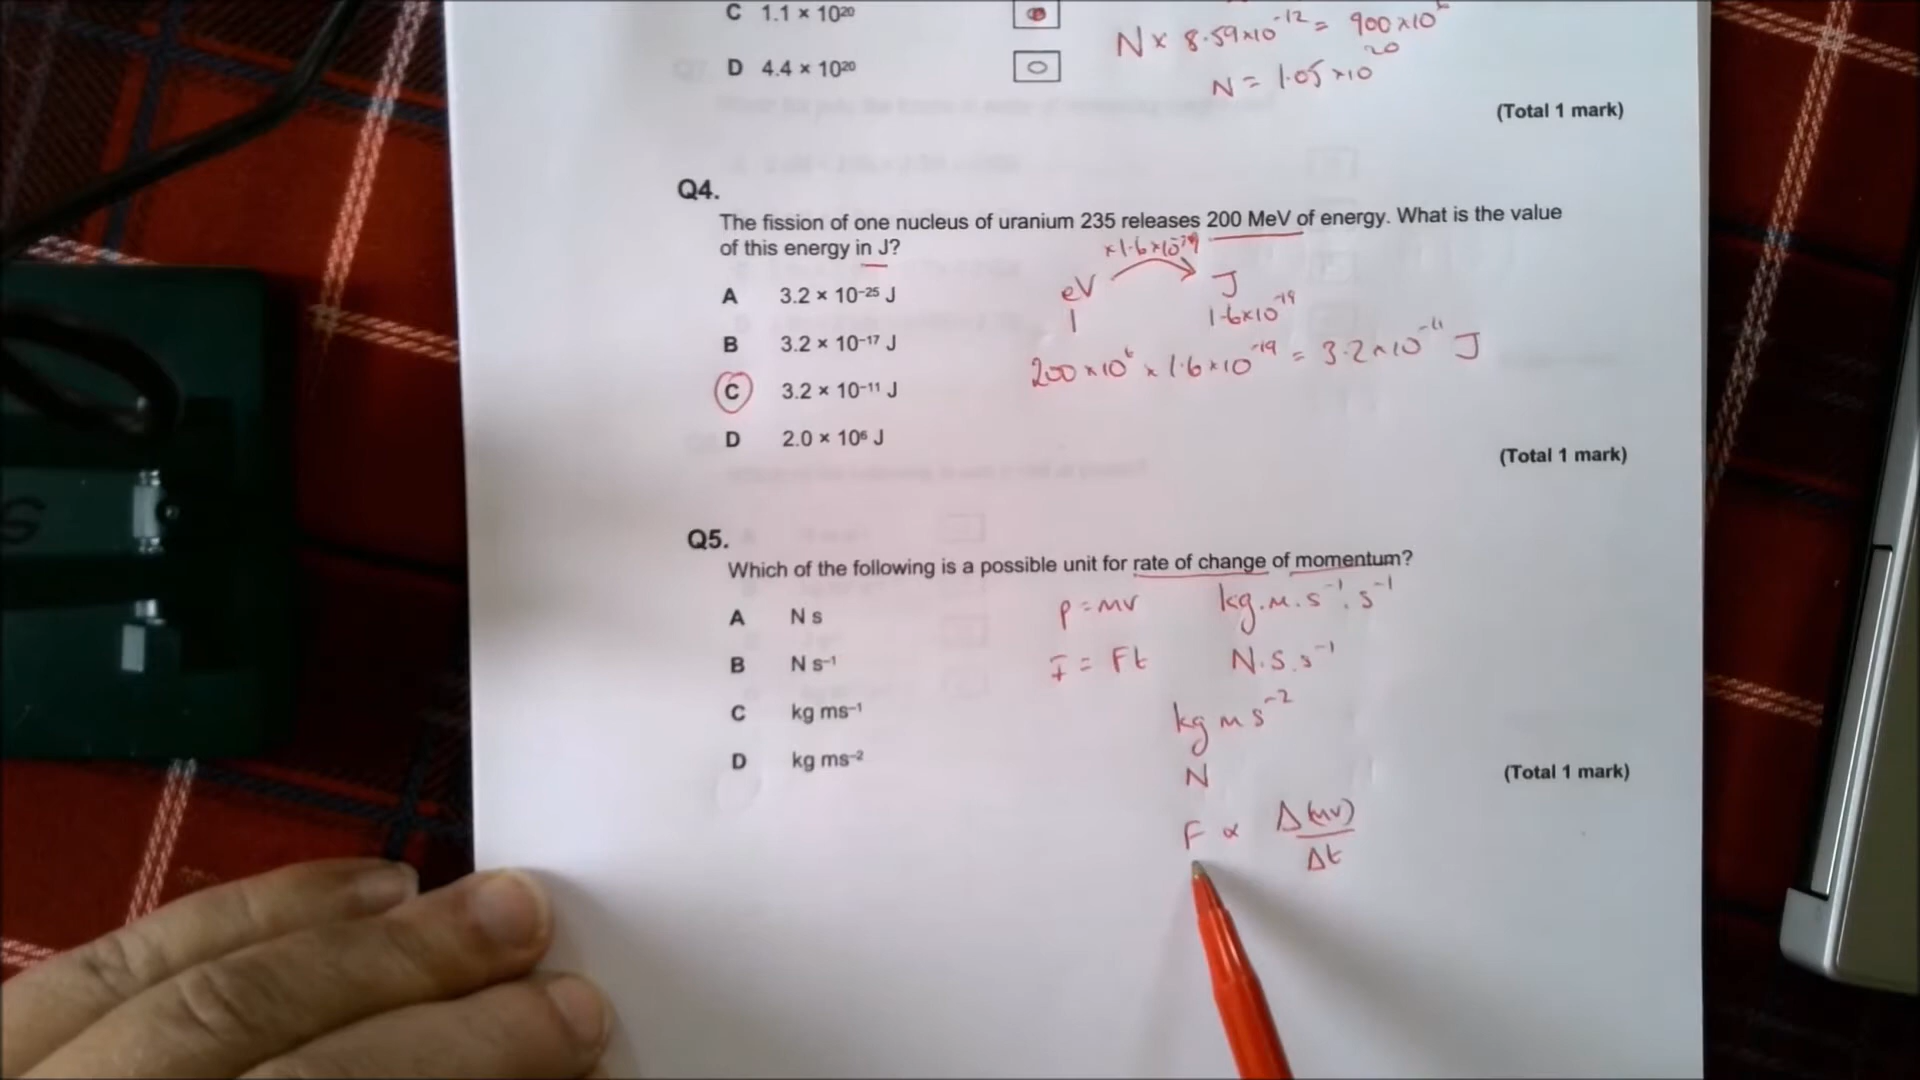 C 1.1 × 10²⁰
N × 8.59×10⁻¹² = 900×10⁶
D 4.4 × 10²⁰
N = 1.05 ×10²⁰
(Total 1 mark)
Q4.
The fission of one nucleus of uranium 235 releases 200 MeV of energy. What is the value
of this energy in J?
×1.6×10⁻¹⁹
A 3.2 × 10⁻²⁵ J
eV J
1 1.6×10⁻¹⁹
B 3.2 × 10⁻¹⁷ J
200×10⁶ × 1.6×10⁻¹⁹ = 3.2×10⁻¹¹ J
C 3.2 × 10⁻¹¹ J
D 2.0 × 10⁶ J
(Total 1 mark)
Q5.
Which of the following is a possible unit for rate of change of momentum?
A N s
p = mv kg.m.s⁻¹.s⁻¹
B N s⁻¹
I = Ft N.s.s⁻¹
C kg ms⁻¹
kg m s⁻²
D kg ms⁻²
N
(Total 1 mark)
F ∝ Δ(mv)
Δt